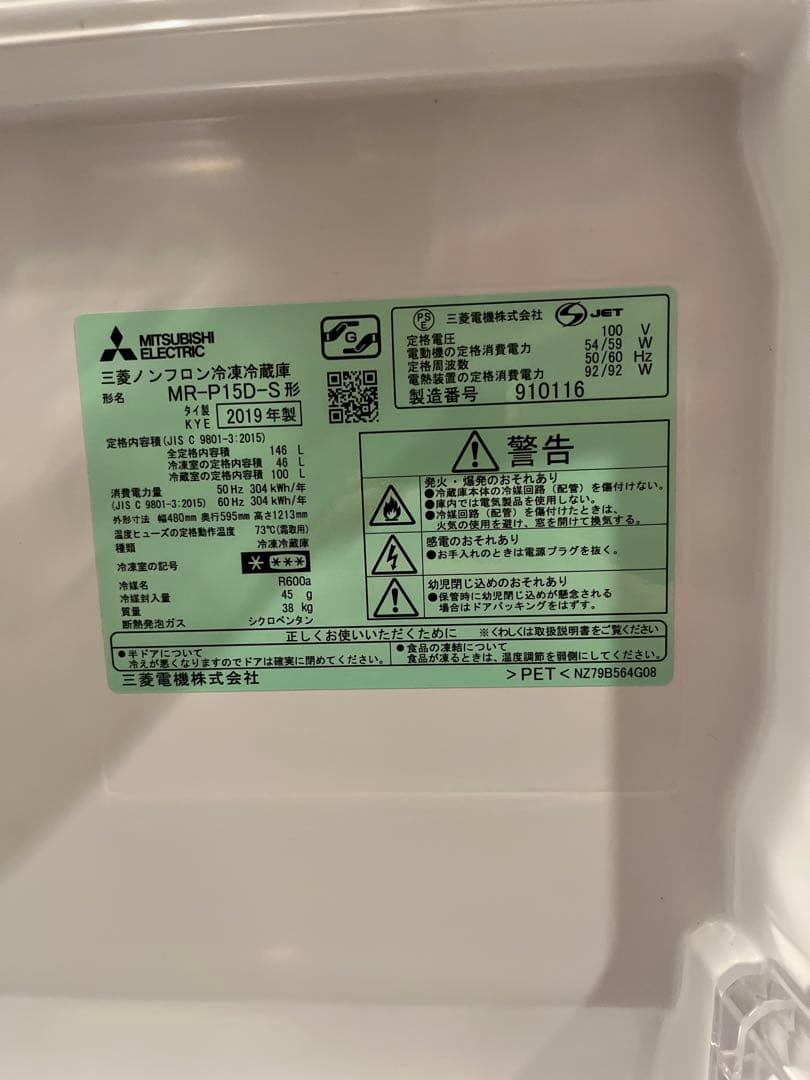 MITSUBISHI
ELECTRIC
G
三菱ノンフロン冷凍冷蔵庫
形名 MR-P15D-S形
タイ製
KYE 2019年製
定格内容積(JIS C 9801-3:2015)
全定格内容積 146 L
冷凍室の定格内容積 46 L
冷蔵室の定格内容積 100 L
消費電力量 50 Hz 304 kWh/年
(JIS C 9801-3:2015) 60 Hz 304 kWh/年
外形寸法 幅480mm 奥行595mm 高さ1213mm
温度ヒューズの定格動作温度 73℃(霜取用)
種類 冷凍冷蔵庫
冷凍室の記号 * ***
冷媒名 R600a
冷媒封入量 45 g
質量 38 kg
断熱発泡ガス シクロペンタン
PSE 三菱電機株式会社 S JET
定格電圧 100 V
電動機の定格消費電力 54/59 W
定格周波数 50/60 Hz
電熱装置の定格消費電力 92/92 W
製造番号 910116
警告
発火・爆発のおそれあり
●冷蔵庫本体の冷媒回路(配管)を傷付けない。
●庫内では電気製品を使用しない。
●冷媒回路(配管)を傷付けたときは、
火気の使用を避け、窓を開けて換気する。
感電のおそれあり
●お手入れのときは電源プラグを抜く。
幼児閉じ込めのおそれあり
●保管時に幼児閉じ込めが懸念される
場合はドアパッキングをはずす。
正しくお使いいただくために ※くわしくは取扱説明書をご覧ください
●半ドアについて
冷えが悪くなりますのでドアは確実に閉めてください。
●食品の凍結について
食品が凍るときは、温度調節を弱側にしてください。
三菱電機株式会社
>PET< NZ79B564G08